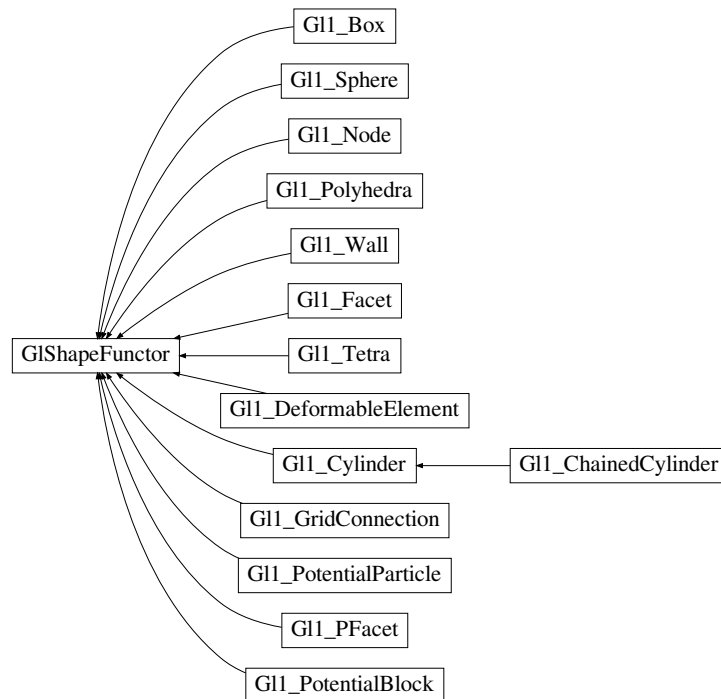 Gl1_Box
Gl1_Sphere
Gl1_Node
Gl1_Polyhedra
Gl1_Wall
Gl1_Facet
GlShapeFunctor
Gl1_Tetra
Gl1_DeformableElement
Gl1_Cylinder
Gl1_ChainedCylinder
Gl1_GridConnection
Gl1_PotentialParticle
Gl1_PFacet
Gl1_PotentialBlock